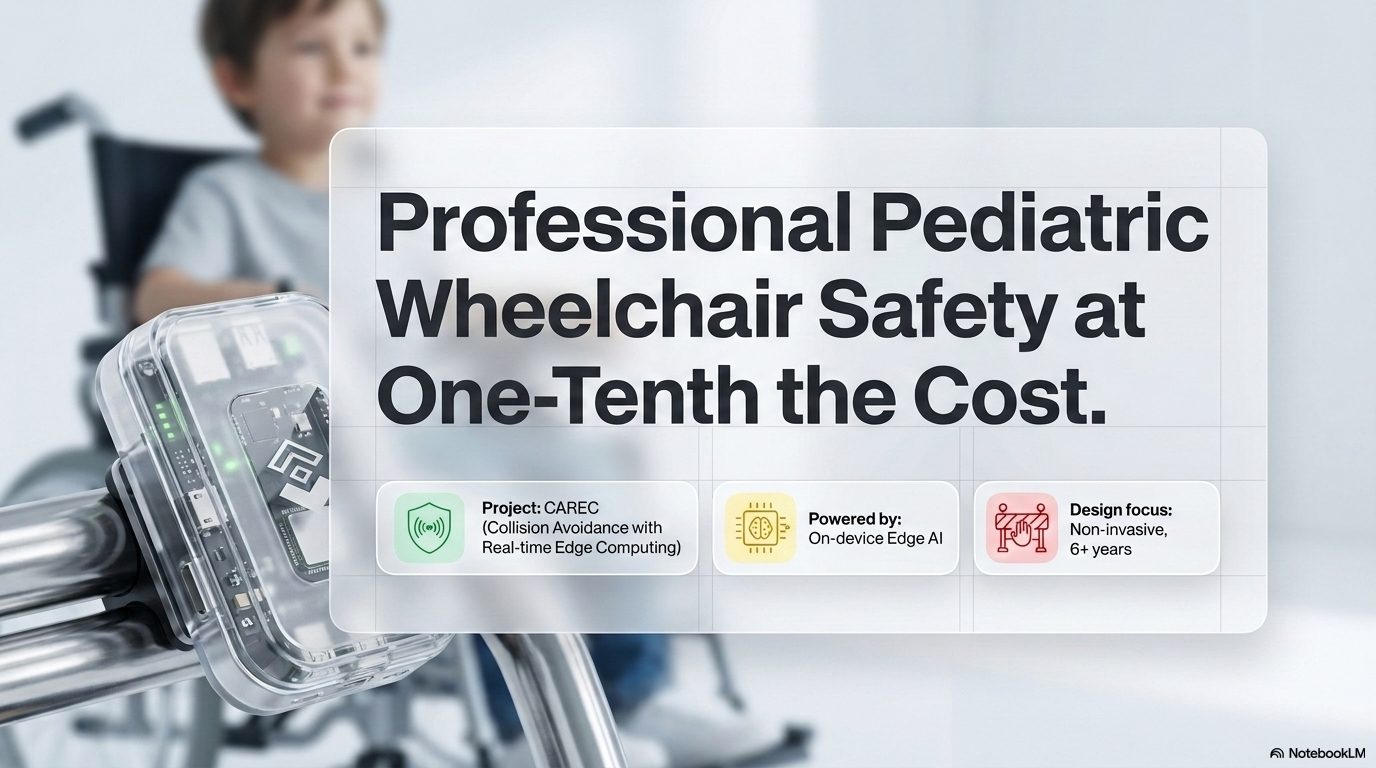 Professional Pediatric
Wheelchair Safety at
One-Tenth the Cost.
Project: CAREC
(Collision Avoidance with
Real-time Edge Computing)
Powered by:
On-device Edge AI
Design focus:
Non-invasive,
6+ years
NotebookLM